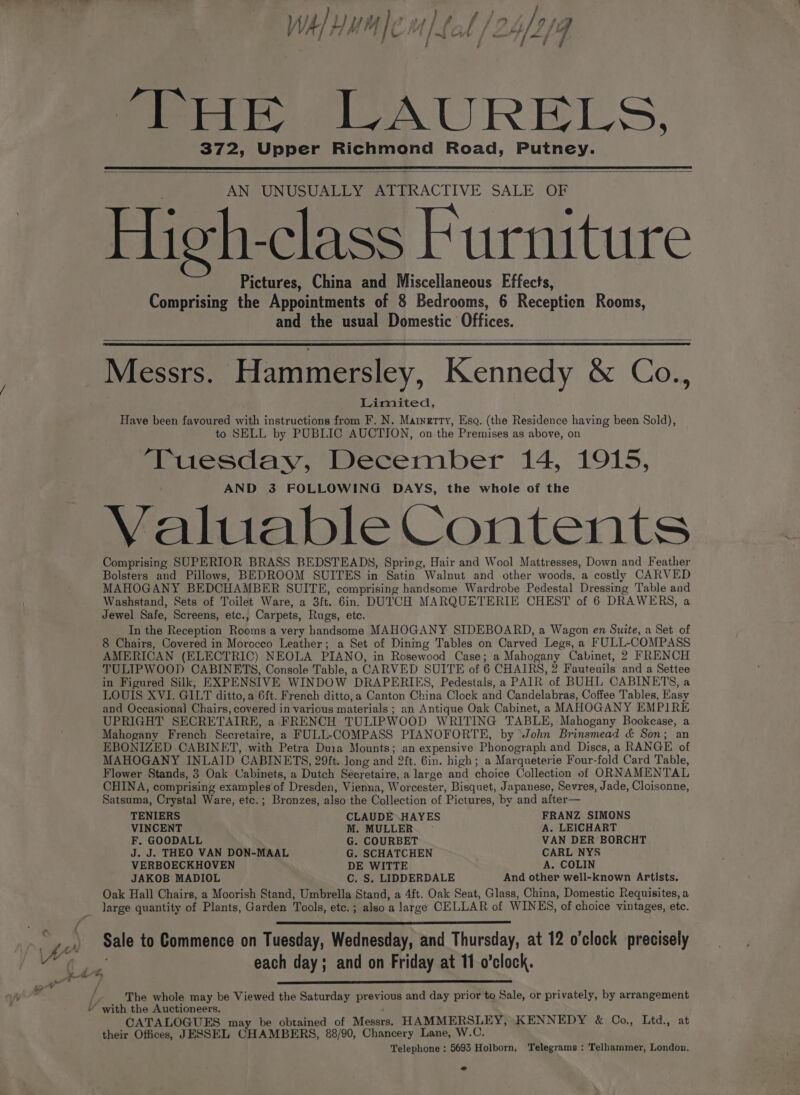 THE LAURELS,
372, Upper Richmond Road, Putney.
AN UNUSUALLY ATTRACTIVE SALE OF
High-class Furniture
Pictures, China and Miscellaneous Effects,
Comprising the Appointments of 8 Bedrooms, 6 Reception Rooms,
and the usual Domestic Offices.
Messrs. Hammersley, Kennedy & Co.,
Limited,
Have been favoured with instructions from F. N. MAINETTY, Esq. (the Residence having been Sold),
to SELL by PUBLIC AUCTION, on the Premises as above, on
Tuesday, December 14, 1915,
AND 3 FOLLOWING DAYS, the whole of the
Valuable Contents
Comprising SUPERIOR BRASS BEDSTEADS, Spring, Hair and Wool Mattresses, Down and Feather
Bolsters and Pillows, BEDROOM SUITES in Satin Walnut and other woods, a costly CARVED
MAHOGANY BEDCHAMBER SUITE, comprising handsome Wardrobe Pedestal Dressing Table and
Washstand, Sets of Toilet Ware, a 3ft. 6in. DUTCH MARQUETERIE CHEST of 6 DRAWERS, a
Jewel Safe, Screens, etc., Carpets, Rugs, etc.
In the Reception Rooms a very handsome MAHOGANY SIDEBOARD, a Wagon en Suite, a Set of
8 Chairs, Covered in Morocco Leather; a Set of Dining Tables on Carved Legs, a FULL-COMPASS
AMERICAN (ELECTRIC) NEOLA PIANO, in Rosewood Case; a Mahogany Cabinet, 2 FRENCH
TULIPWOOD CABINETS, Console Table, a CARVED SUITE of 6 CHAIRS, 2 Fauteuils and a Settee
in Figured Silk, EXPENSIVE WINDOW DRAPERIES, Pedestals, a PAIR of BUHL CABINETS, a
LOUIS XVI. GILT ditto, a 6ft. French ditto, a Canton China Clock and Candelabras, Coffee Tables, Easy
and Occasional Chairs, covered in various materials; an Antique Oak Cabinet, a MAHOGANY EMPIRE
UPRIGHT SECRETAIRE, a FRENCH TULIPWOOD WRITING TABLE, Mahogany Bookcase, a
Mahogany French Secretaire, a FULL-COMPASS PIANOFORTE, by John Brinsmead & Son; an
EBONIZED CABINET, with Petra Dura Mounts; an expensive Phonograph and Discs, a RANGE of
MAHOGANY INLAID CABINETS, 29ft. long and 2ft. 6in. high; a Marqueterie Four-fold Card Table,
Flower Stands, 3 Oak Cabinets, a Dutch Secretaire, a large and choice Collection of ORNAMENTAL
CHINA, comprising examples of Dresden, Vienna, Worcester, Bisquet, Japanese, Sevres, Jade, Cloisonne,
Satsuma, Crystal Ware, etc.; Bronzes, also the Collection of Pictures, by and after—
TENIERS CLAUDE HAYES FRANZ SIMONS
VINCENT M. MULLER A. LEICHART
F. GOODALL G. COURBET VAN DER BORCHT
J. J. THEO VAN DON-MAAL G. SCHATCHEN CARL NYS
VERBOECKHOVEN DE WITTE A. COLIN
JAKOB MADIOL C. S. LIDDERDALE And other well-known Artists.
Oak Hall Chairs, a Moorish Stand, Umbrella Stand, a 4ft. Oak Seat, Glass, China, Domestic Requisites, a
large quantity of Plants, Garden Tools, etc.; also a large CELLAR of WINES, of choice vintages, etc.
Sale to Commence on Tuesday, Wednesday, and Thursday, at 12 o'clock precisely
each day; and on Friday at 11 o'clock.
The whole may be Viewed the Saturday previous and day prior to Sale, or privately, by arrangement
with the Auctioneers.
CATALOGUES may be obtained of Messrs. HAMMERSLEY, KENNEDY & Co., Ltd., at
their Offices, JESSEL CHAMBERS, 88/90, Chancery Lane, W.C.
Telephone: 5693 Holborn. Telegrams: Telhammer, London.